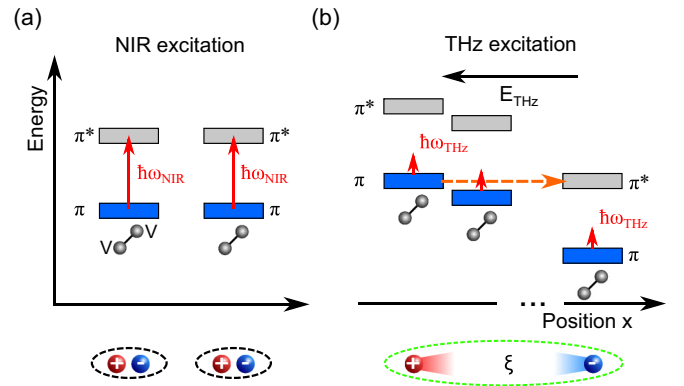 (a)
NIR excitation
(b)
THz excitation
Energy
π*
π*
ħω_NIR
ħω_NIR
π
π
V V
E_THz
π*
ħω_THz
π
π*
ħω_THz
π
...
Position x
+ - + -
+ ξ -